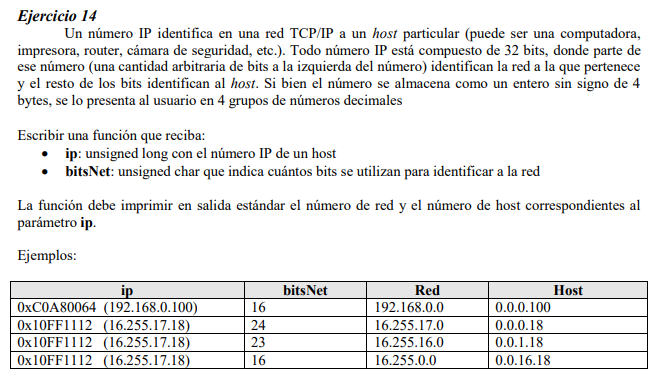 Ejercicio 14
Un número IP identifica en una red TCP/IP a un host particular (puede ser una computadora,
impresora, router, cámara de seguridad, etc.). Todo número IP está compuesto de 32 bits, donde parte de
ese número (una cantidad arbitraria de bits a la izquierda del número) identifican la red a la que pertenece
y el resto de los bits identifican al host. Si bien el número se almacena como un entero sin signo de 4
bytes, se lo presenta al usuario en 4 grupos de números decimales
Escribir una función que reciba:
• ip: unsigned long con el número IP de un host
• bitsNet: unsigned char que indica cuántos bits se utilizan para identificar a la red
La función debe imprimir en salida estándar el número de red y el número de host correspondientes al
parámetro ip.
Ejemplos:
ip bitsNet Red Host
0xC0A80064 (192.168.0.100) 16 192.168.0.0 0.0.0.100
0x10FF1112 (16.255.17.18) 24 16.255.17.0 0.0.0.18
0x10FF1112 (16.255.17.18) 23 16.255.16.0 0.0.1.18
0x10FF1112 (16.255.17.18) 16 16.255.0.0 0.0.16.18